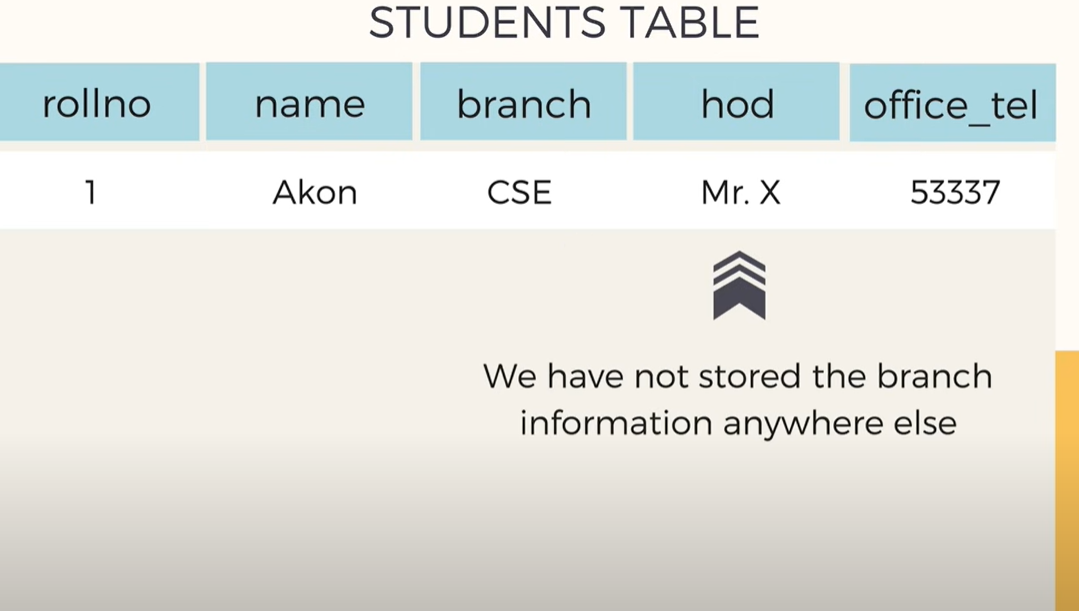 STUDENTS TABLE
rollno name branch hod office_tel
1 Akon CSE Mr. X 53337
We have not stored the branch
information anywhere else